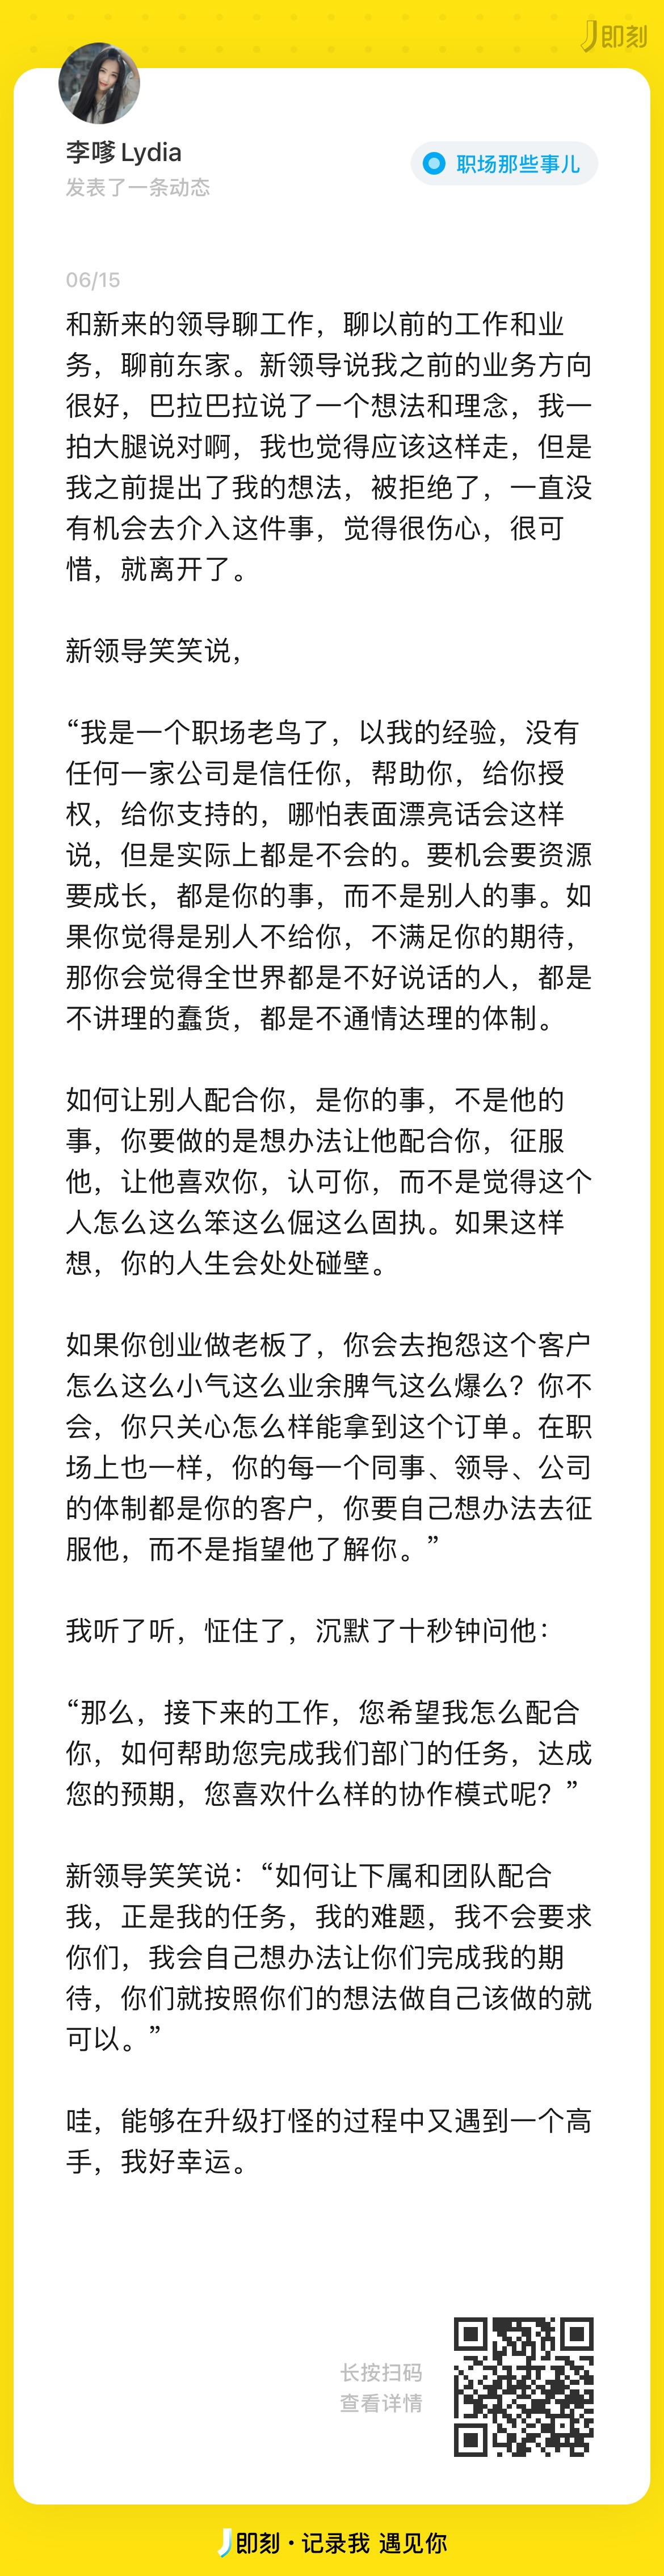 即刻
李嗲Lydia
发表了一条动态
职场那些事儿
06/15
和新来的领导聊工作，聊以前的工作和业
务，聊前东家。新领导说我之前的业务方向
很好，巴拉巴拉说了一个想法和理念，我一
拍大腿说对啊，我也觉得应该这样走，但是
我之前提出了我的想法，被拒绝了，一直没
有机会去介入这件事，觉得很伤心，很可
惜，就离开了。
新领导笑笑说，
“我是一个职场老鸟了，以我的经验，没有
任何一家公司是信任你，帮助你，给你授
权，给你支持的，哪怕表面漂亮话会这样
说，但是实际上都是不会的。要机会要资源
要成长，都是你的事，而不是别人的事。如
果你觉得是别人不给你，不满足你的期待，
那你会觉得全世界都是不好说话的人，都是
不讲理的蠢货，都是不通情达理的体制。
如何让别人配合你，是你的事，不是他的
事，你要做的是想办法让他配合你，征服
他，让他喜欢你，认可你，而不是觉得这个
人怎么这么笨这么倔这么固执。如果这样
想，你的人生会处处碰壁。
如果你创业做老板了，你会去抱怨这个客户
怎么这么小气这么业余脾气这么爆么？你不
会，你只关心怎么样能拿到这个订单。在职
场上也一样，你的每一个同事、领导、公司
的体制都是你的客户，你要自己想办法去征
服他，而不是指望他了解你。”
我听了听，怔住了，沉默了十秒钟问他：
“那么，接下来的工作，您希望我怎么配合
你，如何帮助您完成我们部门的任务，达成
您的预期，您喜欢什么样的协作模式呢？”
新领导笑笑说：“如何让下属和团队配合
我，正是我的任务，我的难题，我不会要求
你们，我会自己想办法让你们完成我的期
待，你们就按照你们的想法做自己该做的就
可以。”
哇，能够在升级打怪的过程中又遇到一个高
手，我好幸运。
长按扫码
查看详情
即刻·记录我 遇见你